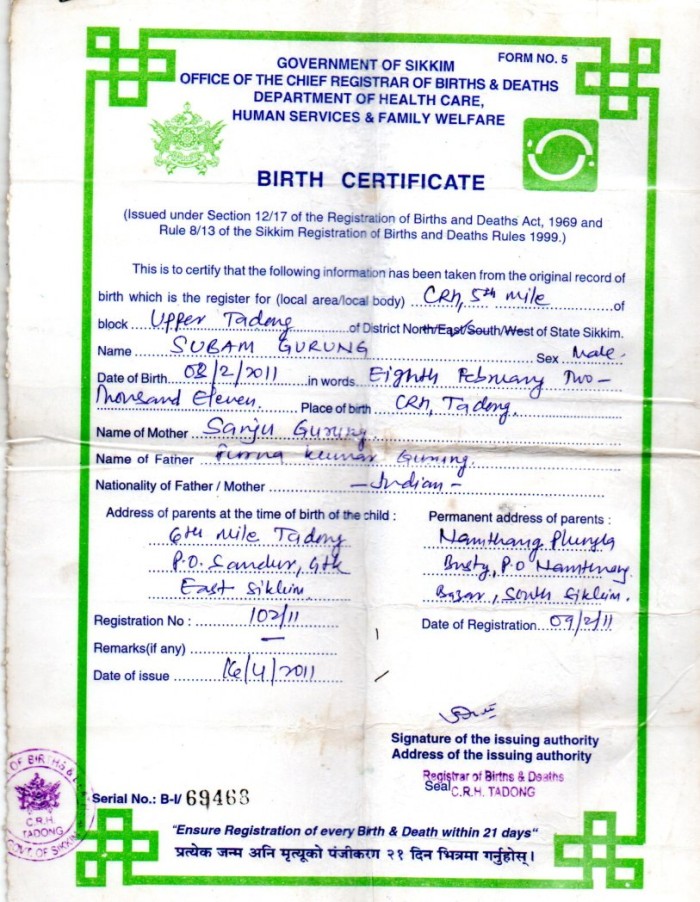 FORM NO. 5
GOVERNMENT OF SIKKIM
OFFICE OF THE CHIEF REGISTRAR OF BIRTHS & DEATHS
DEPARTMENT OF HEALTH CARE,
HUMAN SERVICES & FAMILY WELFARE
BIRTH CERTIFICATE
(Issued under Section 12/17 of the Registration of Births and Deaths Act, 1969 and
Rule 8/13 of the Sikkim Registration of Births and Deaths Rules 1999.)
This is to certify that the following information has been taken from the original record of
birth which is the register for (local area/local body) CRH, 5th mile of
block Upper Tadong of District North/East/South/West of State Sikkim.
Name SUBAM GURUNG Sex Male.
Date of Birth 08/2/2011 in words Eighth February Two-
Thousand Eleven. Place of birth CRH, Tadong.
Name of Mother Sanju Gurung
Name of Father Kumar Gurung.
Nationality of Father / Mother - Indian -
Address of parents at the time of birth of the child :
6th mile Tadong
P.O. Samdur, Gtk
East Sikkim.
Permanent address of parents :
Namthang
Busty, P.O Namthang
Bazar, South Sikkim.
Registration No : 102/11
Date of Registration 09/2/11
Remarks(if any) —
Date of issue 16/4/2011
Signature of the issuing authority
Address of the issuing authority
Registrar of Births & Deaths
Seal C.R.H. TADONG
OF BIRTHS &
C.R.H.
TADONG
GOVT. OF SIKKIM
Serial No.: B-I/ 69468
"Ensure Registration of every Birth & Death within 21 days"
प्रत्येक जन्म अनि मृत्यूको पंजीकरण २१ दिन भित्रमा गर्नुहोस् ।